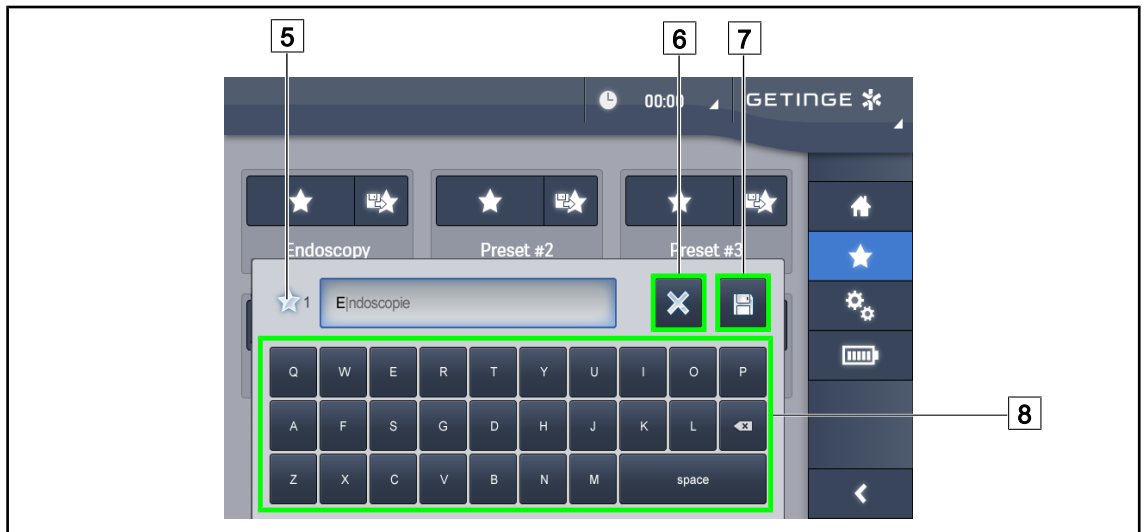 5 6 7
00:00 GETINGE
Endoscopy Preset #2 Preset #3
1 E|ndoscopie
Q W E R T Y U I O P
A F S G D H J K L
8
Z X C V B N M space